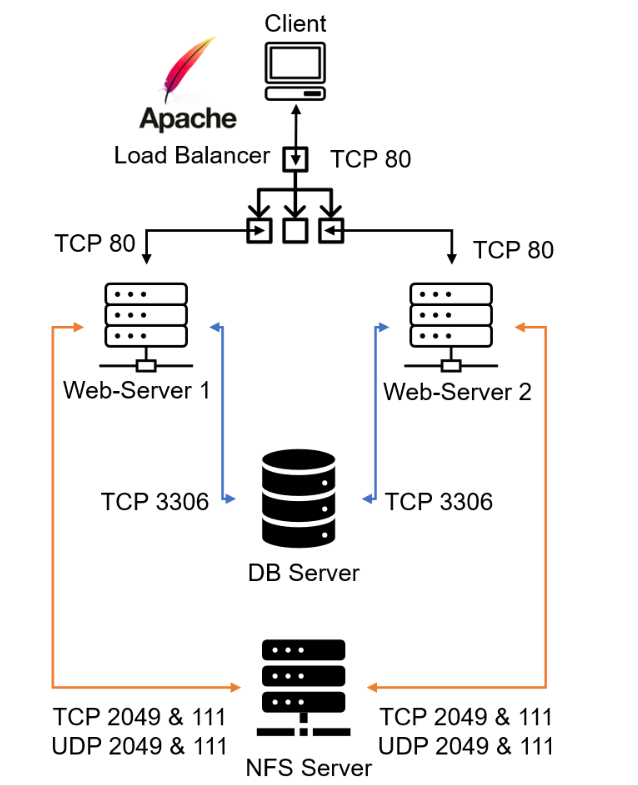 Client
Apache
Load Balancer
TCP 80
TCP 80
TCP 80
Web-Server 1
Web-Server 2
TCP 3306
TCP 3306
DB Server
TCP 2049 & 111
UDP 2049 & 111
TCP 2049 & 111
UDP 2049 & 111
NFS Server